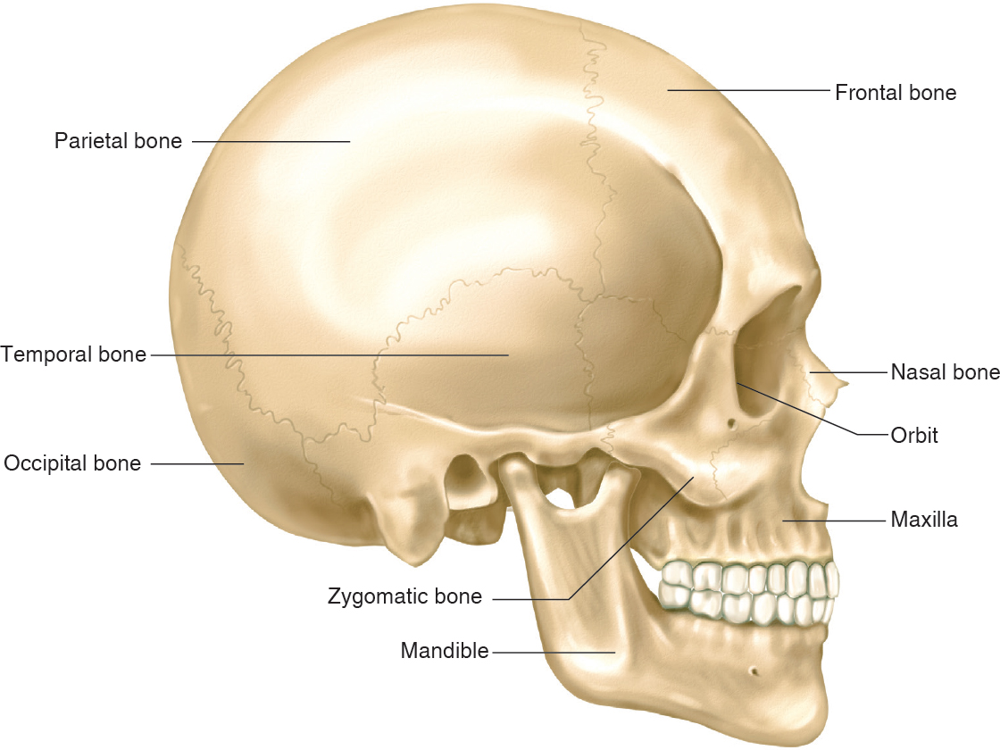 Frontal bone
Parietal bone
Temporal bone
Nasal bone
Orbit
Occipital bone
Maxilla
Zygomatic bone
Mandible